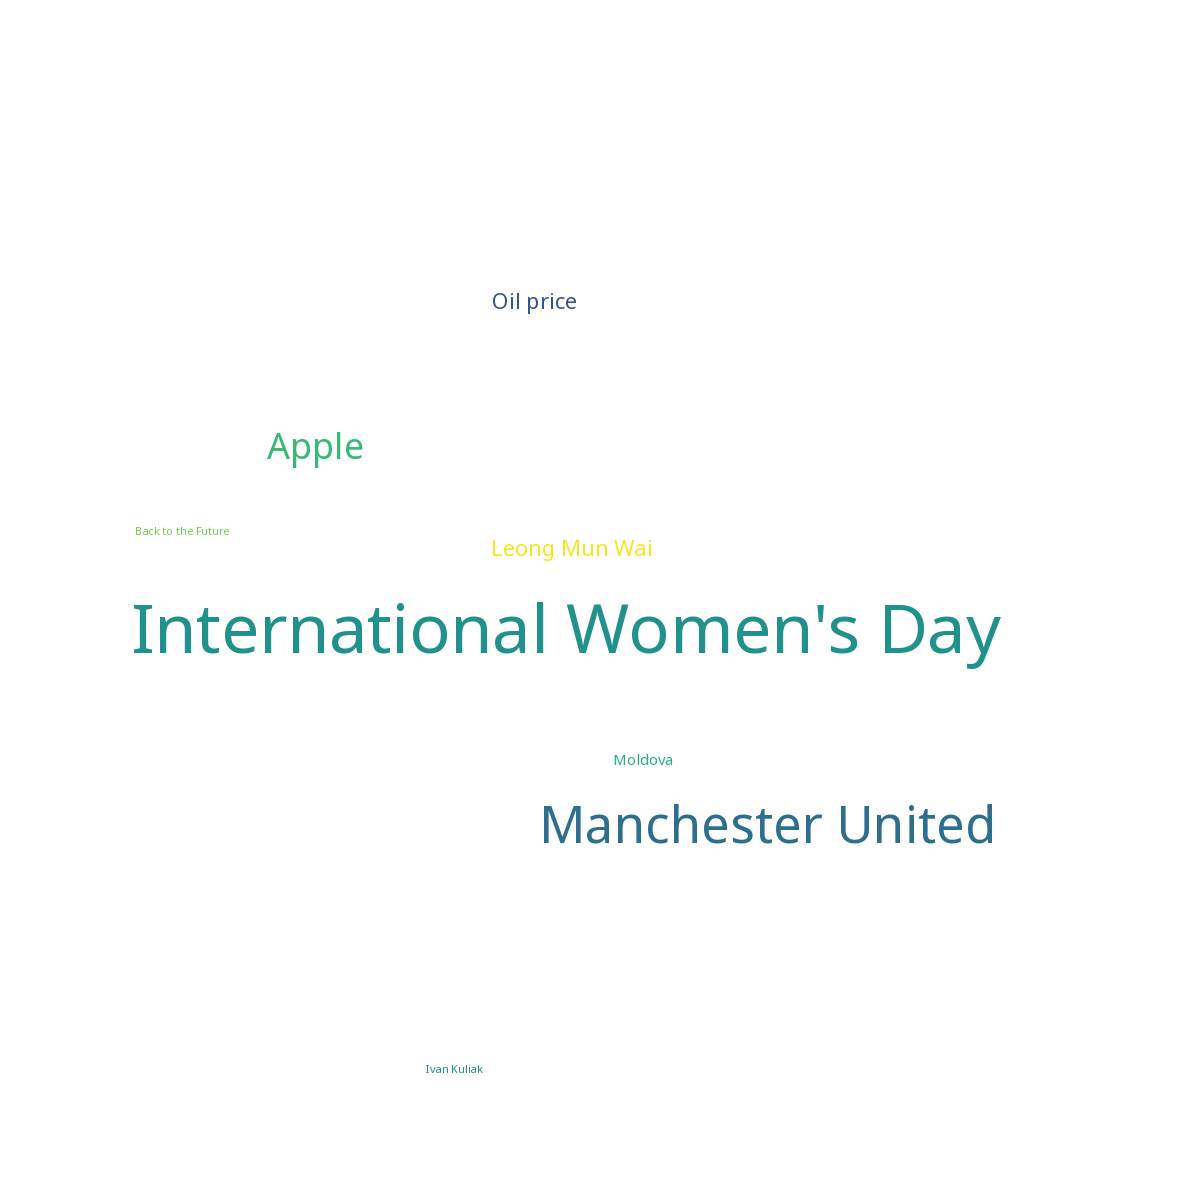 Oil price
Apple
Back to the Future
Leong Mun Wai
International Women's Day
Moldova
Manchester United
Ivan Kuliak